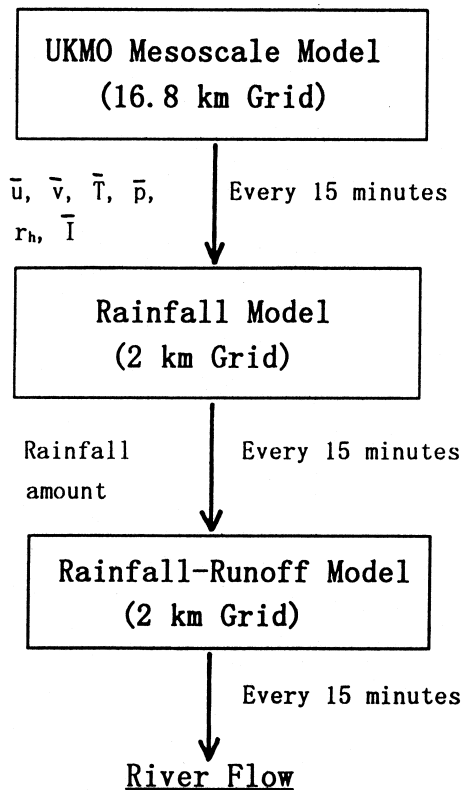 UKMO Mesoscale Model
(16.8 km Grid)
u̅, v̅, T̅, p̅,
Every 15 minutes
rₕ, I̅
Rainfall Model
(2 km Grid)
Rainfall
amount
Every 15 minutes
Rainfall-Runoff Model
(2 km Grid)
Every 15 minutes
River Flow